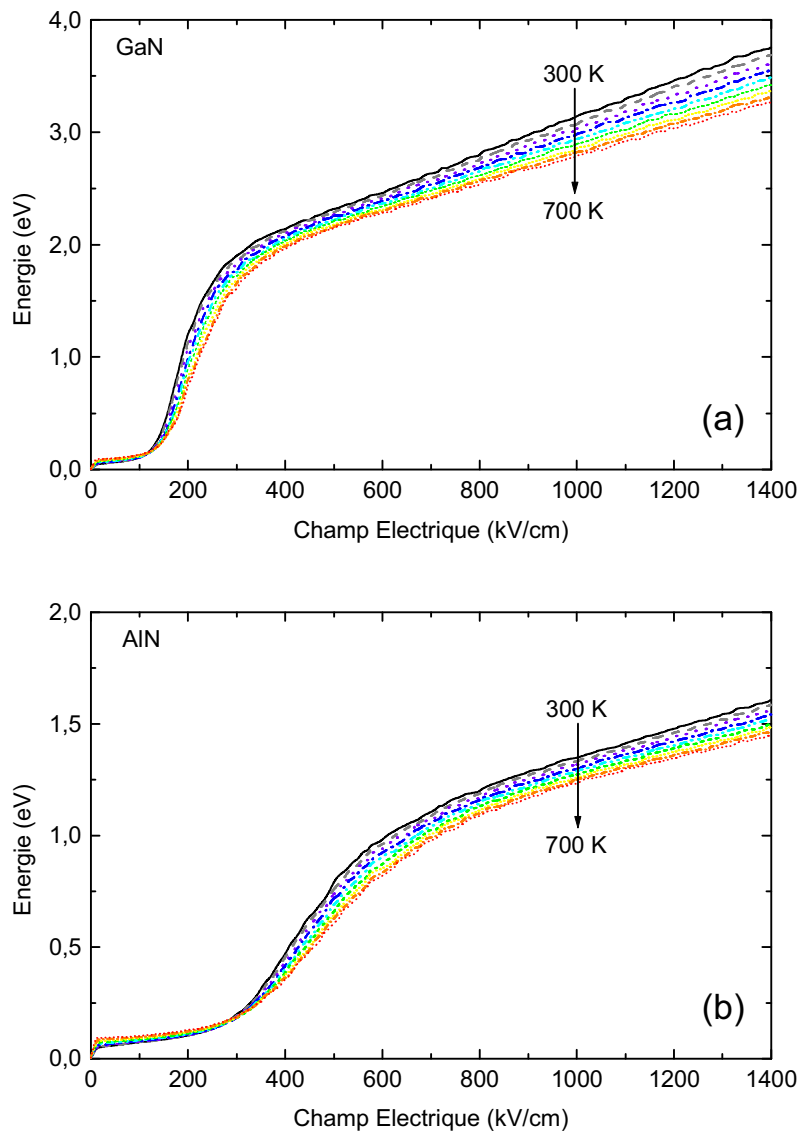 4,0
GaN
300 K
3,0
700 K
2,0
Energie (eV)
1,0
(a)
0,0
0 200 400 600 800 1000 1200 1400
Champ Electrique (kV/cm)
2,0
AlN
1,5
300 K
1,0
700 K
Energie (eV)
0,5
(b)
0,0
0 200 400 600 800 1000 1200 1400
Champ Electrique (kV/cm)